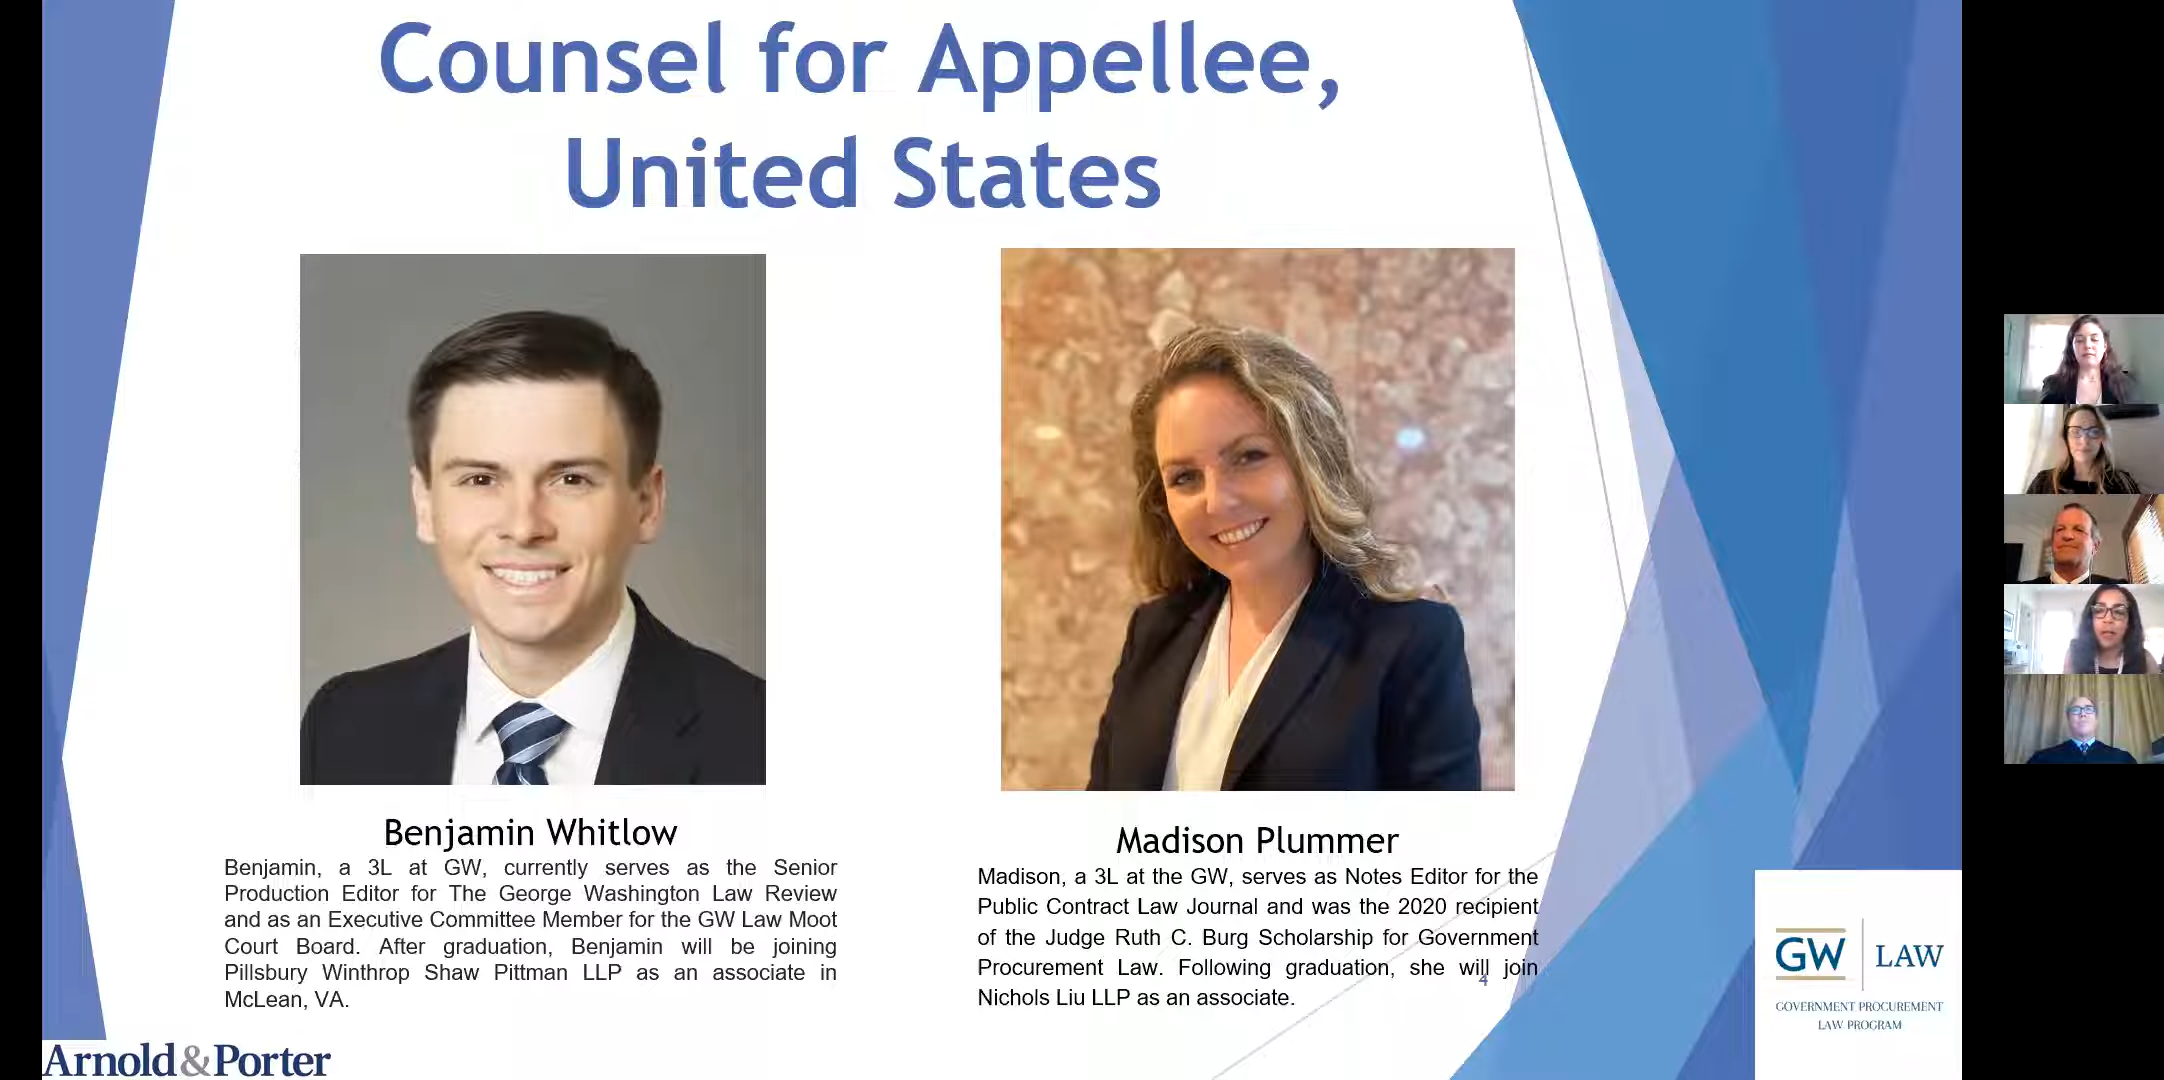 Counsel for Appellee,
United States
Benjamin Whitlow
Benjamin, a 3L at GW, currently serves as the Senior
Production Editor for The George Washington Law Review
and as an Executive Committee Member for the GW Law Moot
Court Board. After graduation, Benjamin will be joining
Pillsbury Winthrop Shaw Pittman LLP as an associate in
McLean, VA.
Madison Plummer
Madison, a 3L at the GW, serves as Notes Editor for the
Public Contract Law Journal and was the 2020 recipient
of the Judge Ruth C. Burg Scholarship for Government
Procurement Law. Following graduation, she will join
Nichols Liu LLP as an associate.
4
Arnold&Porter
GW LAW
GOVERNMENT PROCUREMENT
LAW PROGRAM